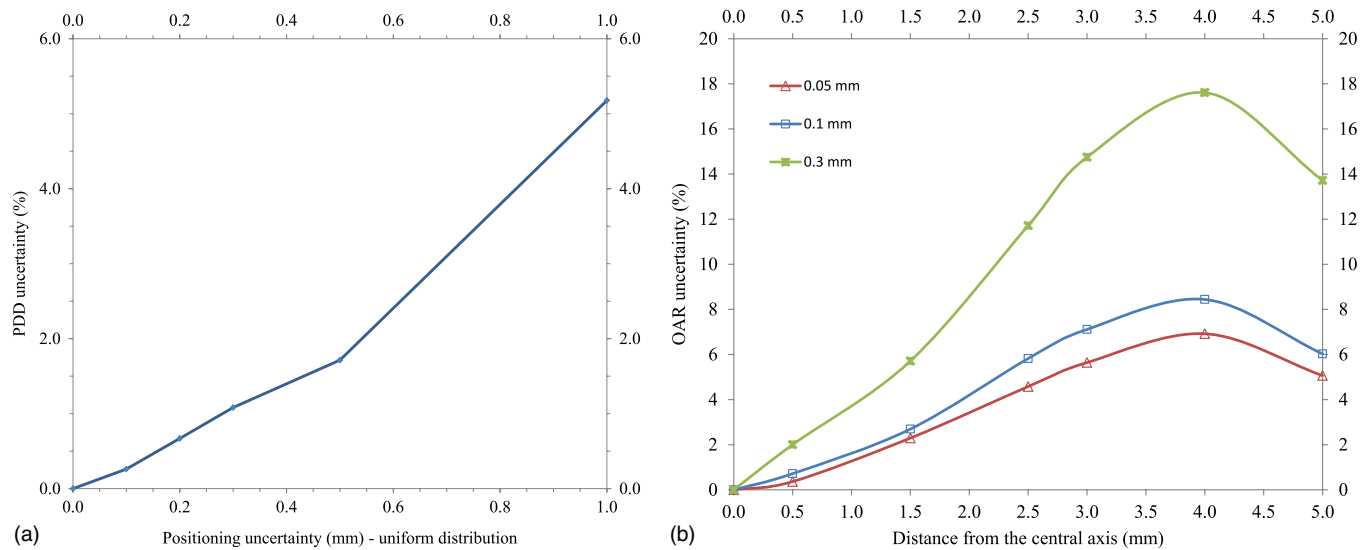 0.0 0.2 0.4 0.6 0.8 1.0
6.0 6.0
4.0 4.0
2.0 2.0
0.0 0.0
0.0 0.2 0.4 0.6 0.8 1.0
PDD uncertainty (%)
Positioning uncertainty (mm) - uniform distribution
(a)
0.0 0.5 1.0 1.5 2.0 2.5 3.0 3.5 4.0 4.5 5.0
20 20
18 18
16 16
14 14
12 12
10 10
8 8
6 6
4 4
2 2
0 0
0.0 0.5 1.0 1.5 2.0 2.5 3.0 3.5 4.0 4.5 5.0
0.05 mm
0.1 mm
0.3 mm
OAR uncertainty (%)
Distance from the central axis (mm)
(b)